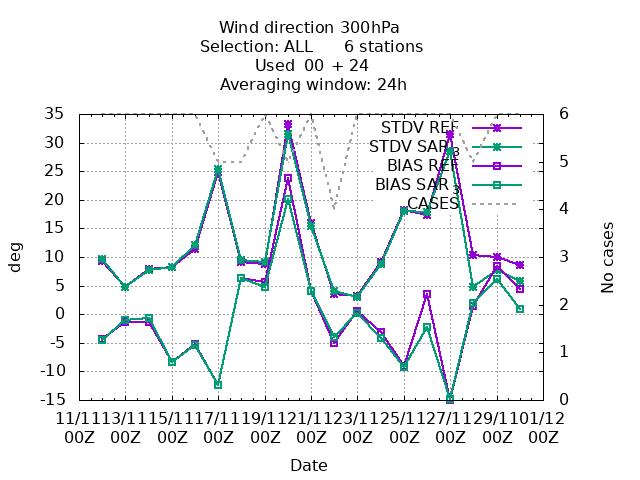 Wind direction 300hPa
Selection: ALL 6 stations
Used 00 + 24
Averaging window: 24h
35 6
STDV REF
30
STDV SAR_3
25 5
BIAS REF
20
BIAS SAR_3
15 4
CASES
10 3
5
0 2
-5
-10 1
-15 0
deg
No cases
11/11 13/11 15/11 17/11 19/11 21/11 23/11 25/11 27/11 29/11 01/12
00Z 00Z 00Z 00Z 00Z 00Z 00Z 00Z 00Z 00Z 00Z
Date